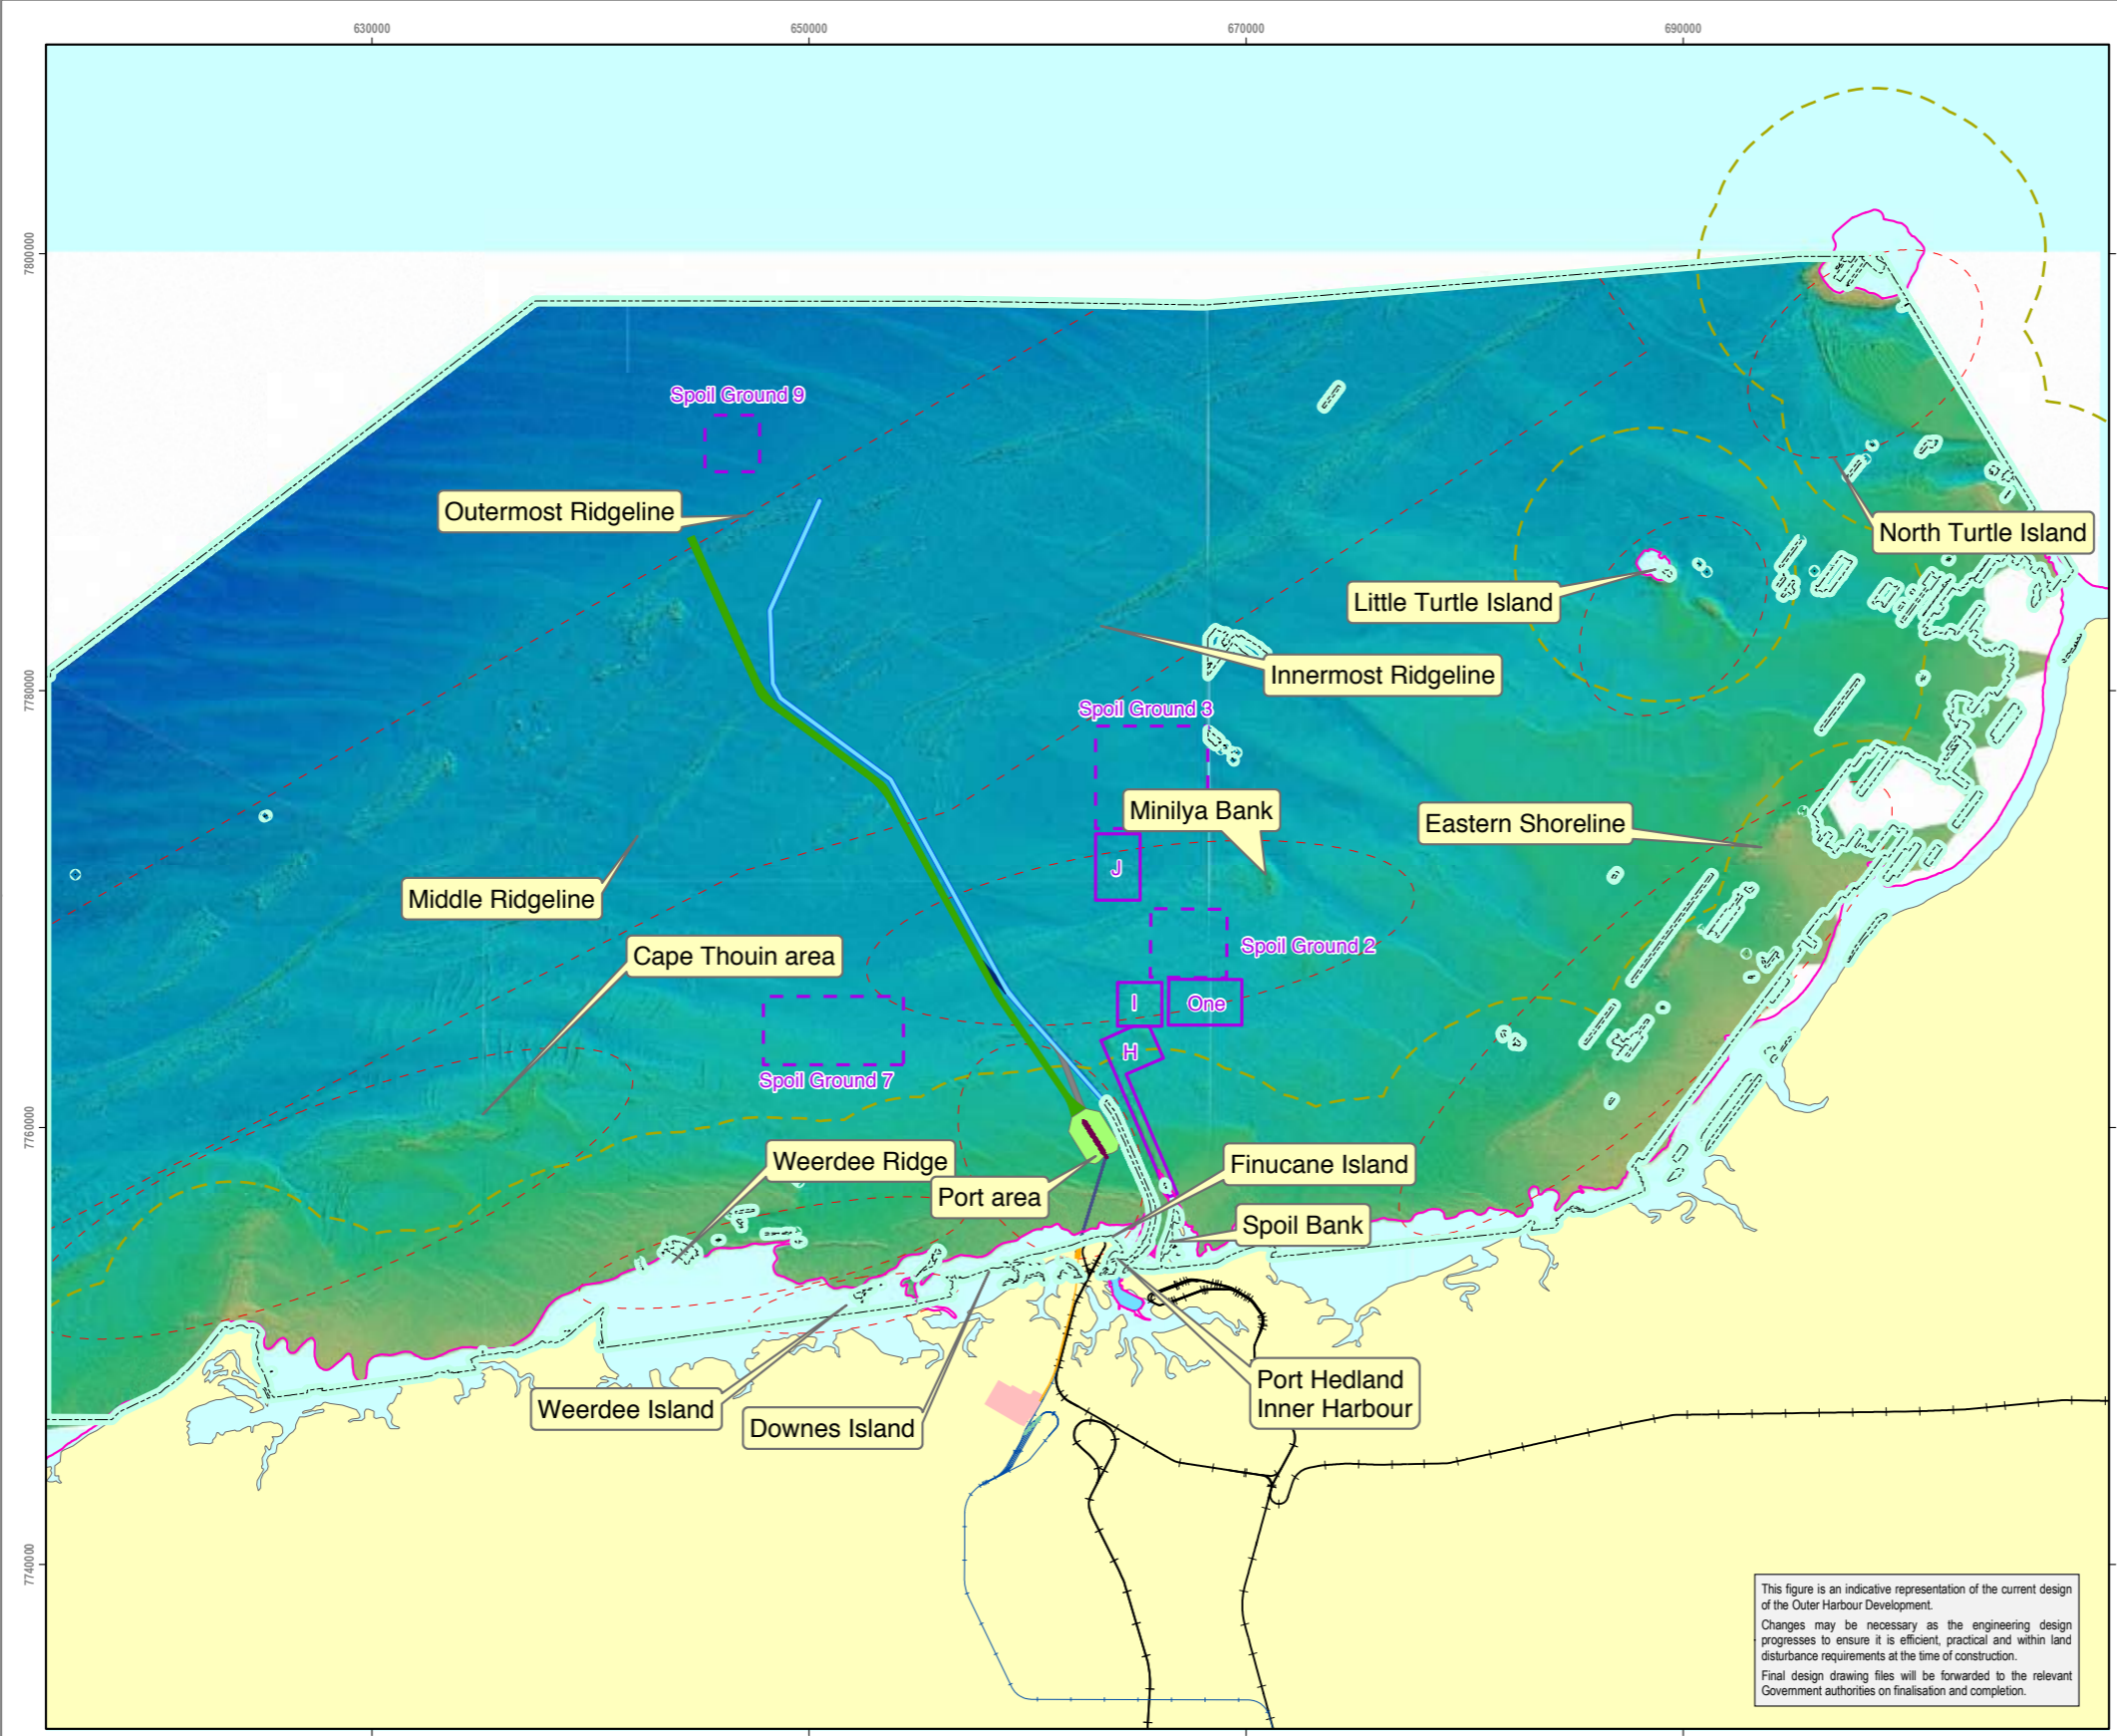 630000
650000
670000
690000
7800000
7780000
7760000
7740000
Spoil Ground 9
Outermost Ridgeline
North Turtle Island
Little Turtle Island
Innermost Ridgeline
Spoil Ground 3
Minilya Bank
Eastern Shoreline
J
Middle Ridgeline
Cape Thouin area
Spoil Ground 2
I
One
H
Spoil Ground 7
Weerdee Ridge
Finucane Island
Port area
Spoil Bank
Port Hedland
Inner Harbour
Weerdee Island
Downes Island
This figure is an indicative representation of the current design
of the Outer Harbour Development.
Changes may be necessary as the engineering design
progresses to ensure it is efficient, practical and within land
disturbance requirements at the time of construction.
Final design drawing files will be forwarded to the relevant
Government authorities on finalisation and completion.